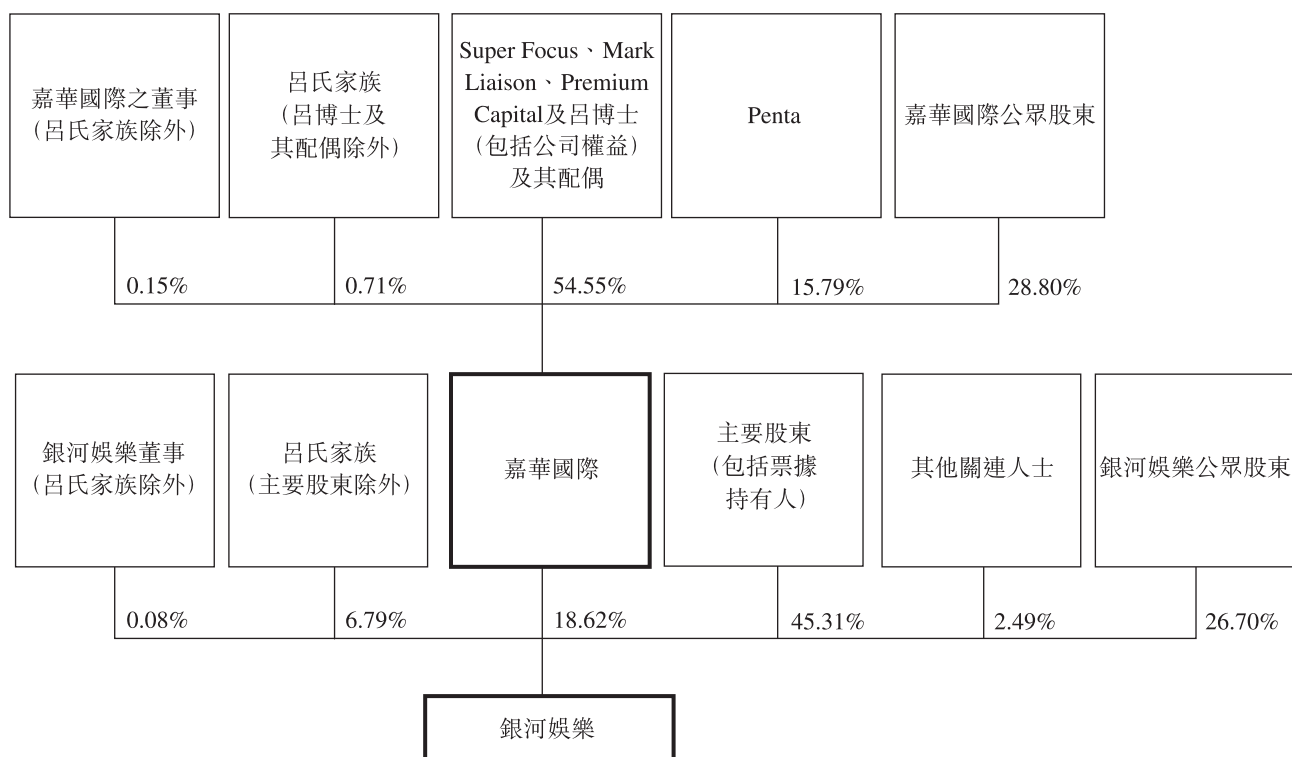 嘉華國際之董事
(呂氏家族除外)
呂氏家族
(呂博士及
其配偶除外)
Super Focus、Mark
Liaison、Premium
Capital及呂博士
(包括公司權益)
及其配偶
Penta
嘉華國際公眾股東
0.15%
0.71%
54.55%
15.79%
28.80%
銀河娛樂董事
(呂氏家族除外)
呂氏家族
(主要股東除外)
嘉華國際
主要股東
(包括票據
持有人)
其他關連人士
銀河娛樂公眾股東
0.08%
6.79%
18.62%
45.31%
2.49%
26.70%
銀河娛樂